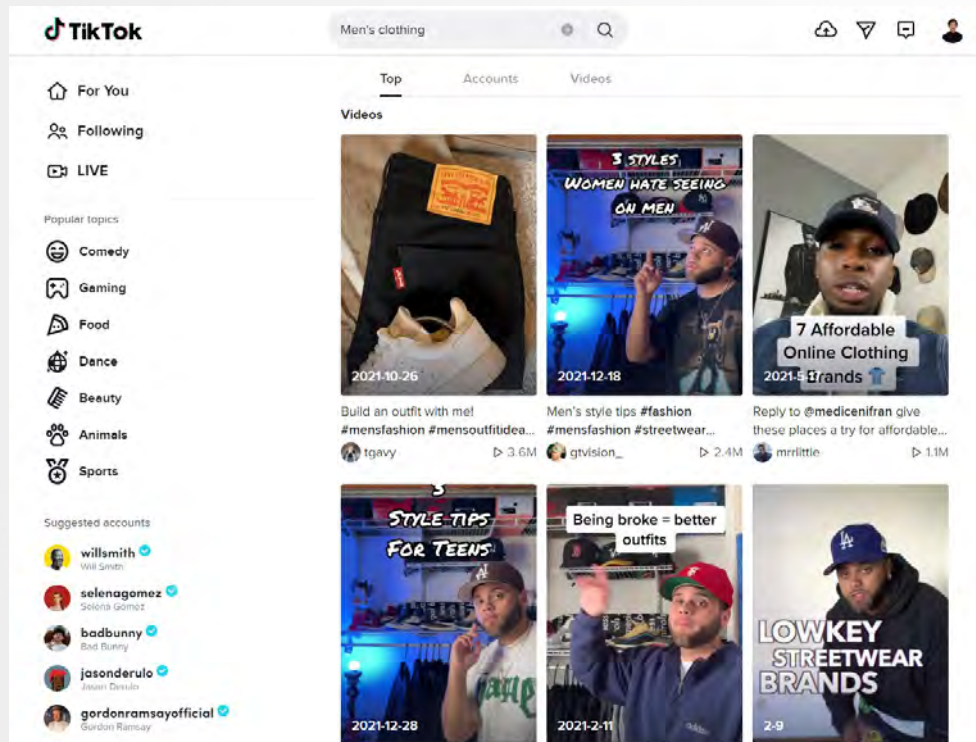 TikTok
Men's clothing
Top Accounts Videos
For You
Following
LIVE
Popular topics
Comedy
Gaming
Food
Dance
Beauty
Animals
Sports
Suggested accounts
willsmith
Will Smith
selenagomez
Selena Gomez
badbunny
Bad Bunny
jasonderulo
Jason Derulo
gordonramsayofficial
Gordon Ramsay
Videos
2021-10-26
Build an outfit with me!
#mensfashion #mensoutfitidea...
tgavy 3.6M
3 STYLES
WOMEN HATE SEEING
ON MEN
2021-12-18
Men's style tips #fashion
#mensfashion #streetwear...
gtvision_ 2.4M
7 Affordable
Online Clothing
Brands
2021-5-17
Reply to @medicenifran give
these places a try for affordable...
mrrlittle 1.1M
3
STYLE TIPS
FOR TEENS
2021-12-28
Being broke = better
outfits
2021-2-11
LOWKEY
STREETWEAR
BRANDS
2-9